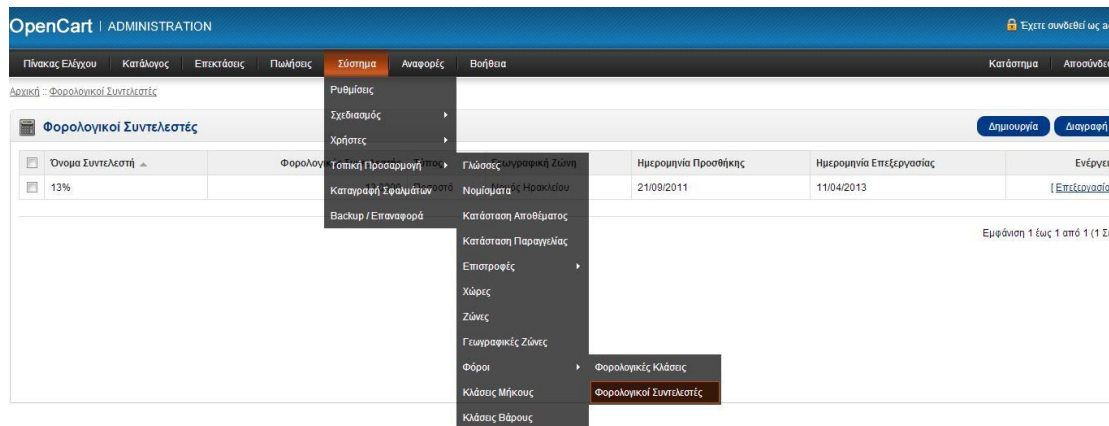 OpenCart | ADMINISTRATION
Έχετε συνδεθεί ως
Πίνακας Ελέγχου Κατάλογος Επεκτάσεις Πωλήσεις Σύστημα Αναφορές Βοήθεια Κατάστημα
Αρχική :: Φορολογικοί Συντελεστές
Ρυθμίσεις
Σχεδιασμός
Χρήστες
Τοπική Προσαρμογή
Καταγραφή Σφαλμάτων
Backup / Επαναφορά
Φορολογικοί Συντελεστές
Δημιουργία Διαγραφή
Όνομα Συντελεστή Τύπος Γεωγραφική Ζώνη Ημερομηνία Προσθήκης Ημερομηνία Επεξεργασίας
13% Ποσοστό Νομός Ηρακλείου 21/09/2011 11/04/2013
Εμφάνιση 1 έως 1 από 1 (1
Γλώσσες
Νομίσματα
Κατάσταση Αποθέματος
Κατάσταση Παραγγελίας
Επιστροφές
Χώρες
Ζώνες
Γεωγραφικές Ζώνες
Φόροι
Κλάσεις Μήκους
Κλάσεις Βάρους
Φορολογικές Κλάσεις
Φορολογικοί Συντελεστές